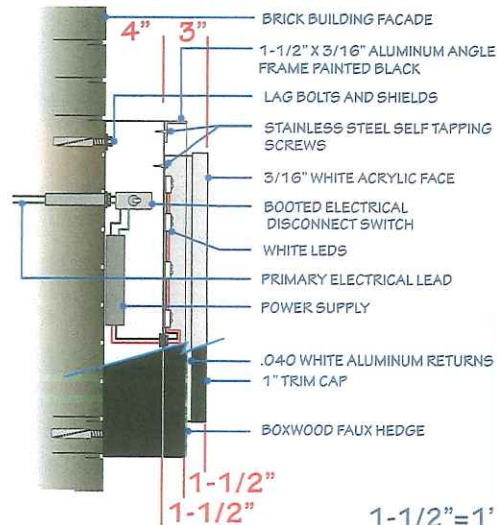 4" 3"
BRICK BUILDING FACADE
1-1/2" X 3/16" ALUMINUM ANGLE
FRAME PAINTED BLACK
LAG BOLTS AND SHIELDS
STAINLESS STEEL SELF TAPPING
SCREWS
3/16" WHITE ACRYLIC FACE
BOOTED ELECTRICAL
DISCONNECT SWITCH
WHITE LEDS
PRIMARY ELECTRICAL LEAD
POWER SUPPLY
.040 WHITE ALUMINUM RETURNS
1" TRIM CAP
BOXWOOD FAUX HEDGE
1-1/2"
1-1/2"
1-1/2"=1'